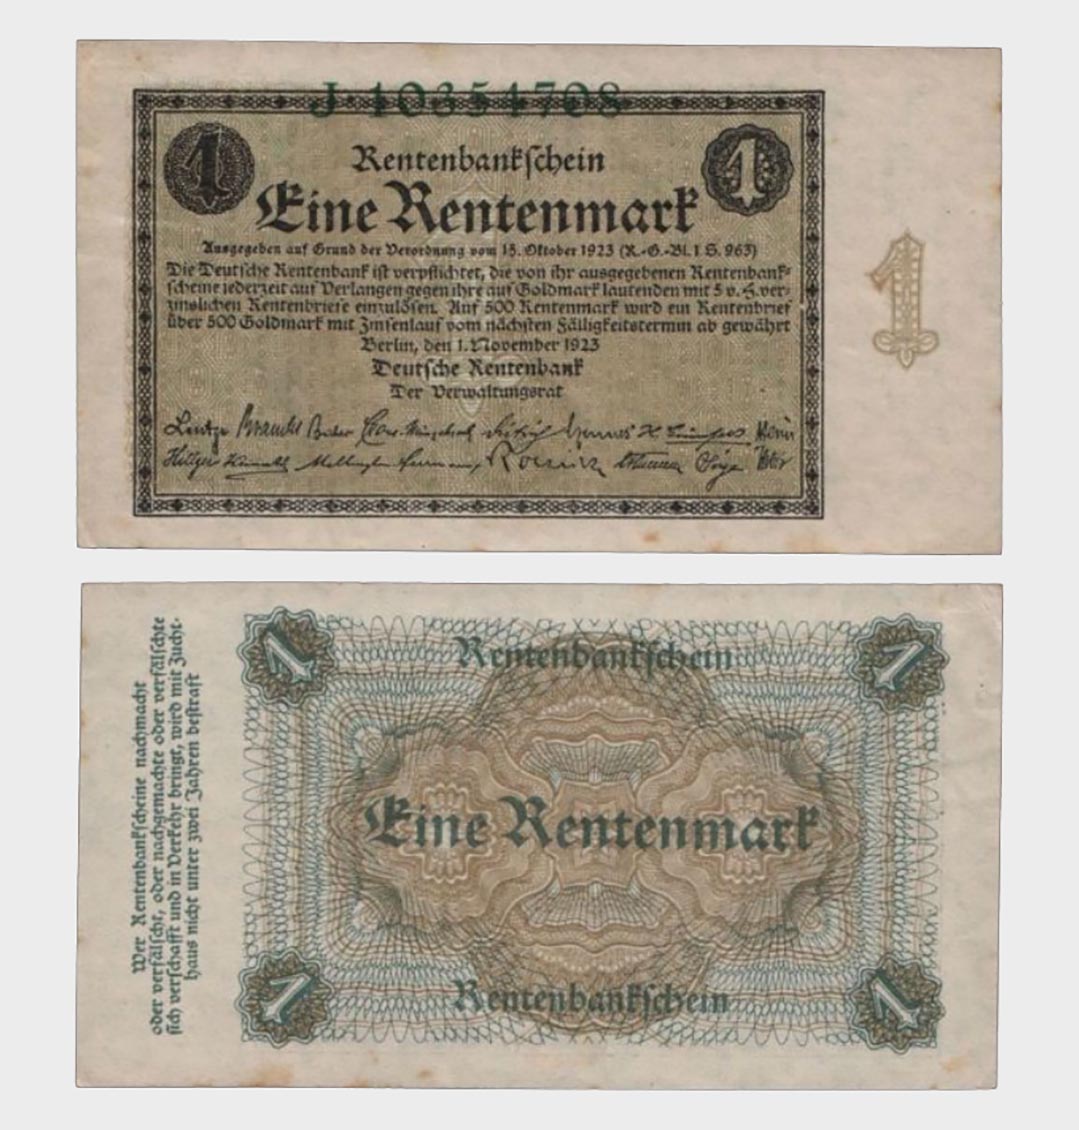 J·10354708
1
1
Rentenbankschein
Eine Rentenmark
Ausgegeben auf Grund der Verordnung vom 15. Oktober 1923 (R.-G.-Bl. I S. 963)
Die Deutsche Rentenbank ist verpflichtet, die von ihr ausgegebenen Rentenbank-
scheine jederzeit auf Verlangen gegen ihre auf Goldmark lautenden mit 5 v. H. ver-
zinslichen Rentenbriefe einzulösen. Auf 500 Rentenmark wird ein Rentenbrief
über 500 Goldmark mit Zinsenlauf vom nächsten Fälligkeitstermin ab gewährt
Berlin, den 1. November 1923
Deutsche Rentenbank
Der Verwaltungsrat
1
Wer Rentenbankscheine nachmacht
oder verfälscht, oder nachgemachte oder verfälschte
sich verschafft und in Verkehr bringt, wird mit Zucht-
haus nicht unter zwei Jahren bestraft
1
1
Rentenbankschein
Eine Rentenmark
Rentenbankschein
1
1